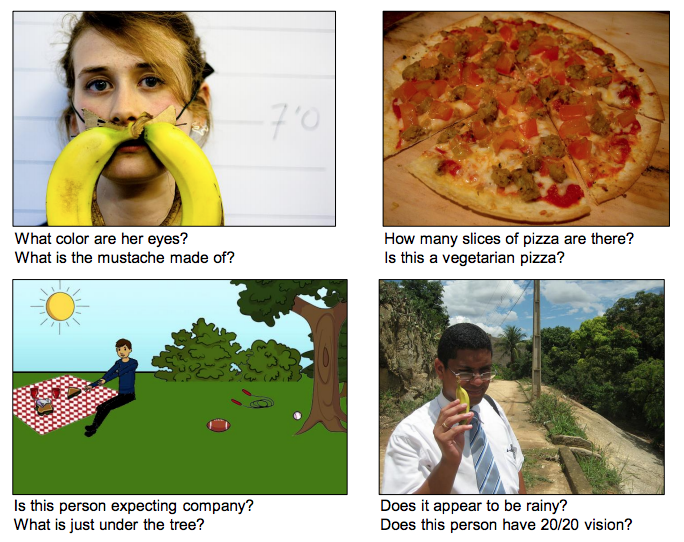 7'0
What color are her eyes?
What is the mustache made of?
How many slices of pizza are there?
Is this a vegetarian pizza?
Is this person expecting company?
What is just under the tree?
Does it appear to be rainy?
Does this person have 20/20 vision?